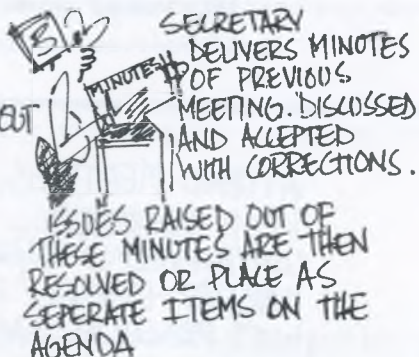 SECRETARY
DELIVERS MINUTES
OF PREVIOUS
MEETING. DISCUSSED
AND ACCEPTED
WITH CORRECTIONS.
MINUTES
ISSUES RAISED OUT OF
THESE MINUTES ARE THEN
RESOLVED OR PLACE AS
SEPERATE ITEMS ON THE
AGENDA